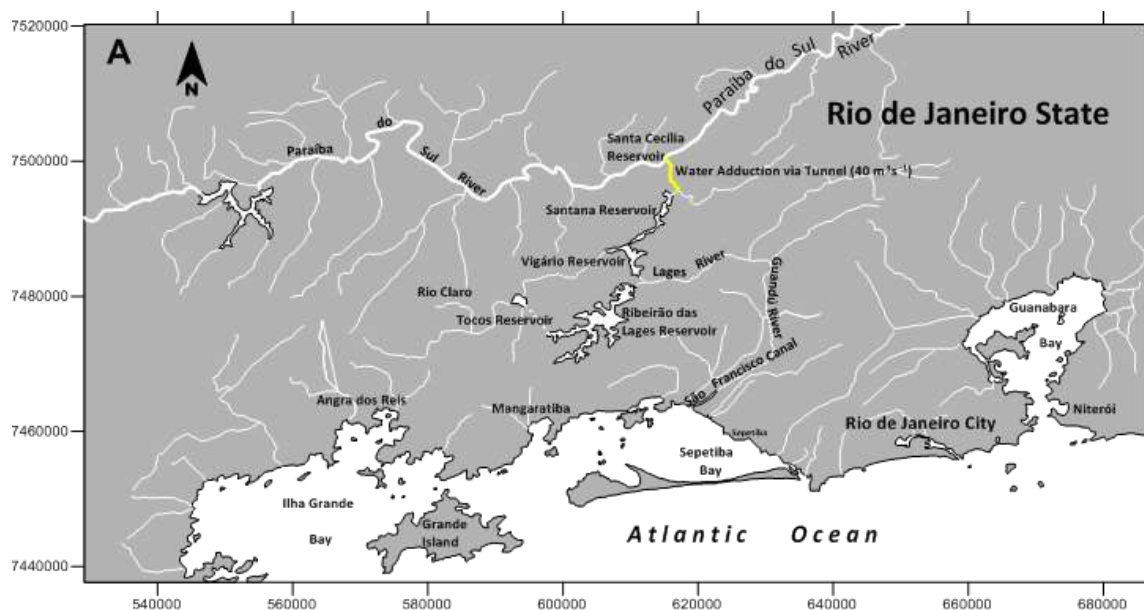 7520000
A
N
Paraíba do Sul River
Rio de Janeiro State
Santa Cecília
Reservoir
7500000
Paraíba do Sul River
Water Adduction via Tunnel (40 m³s⁻¹)
Santana Reservoir
Vigário Reservoir
Lages River
Guandu River
7480000
Rio Claro
Tocos Reservoir
Ribeirão das
Lages Reservoir
Guanabara
Bay
São Francisco Canal
Angra dos Reis
Mangaratiba
7460000
Niterói
Rio de Janeiro City
Sepetiba
Sepetiba
Bay
Ilha Grande
Bay
Grande
Island
Atlantic Ocean
7440000
540000
560000
580000
600000
620000
640000
660000
680000